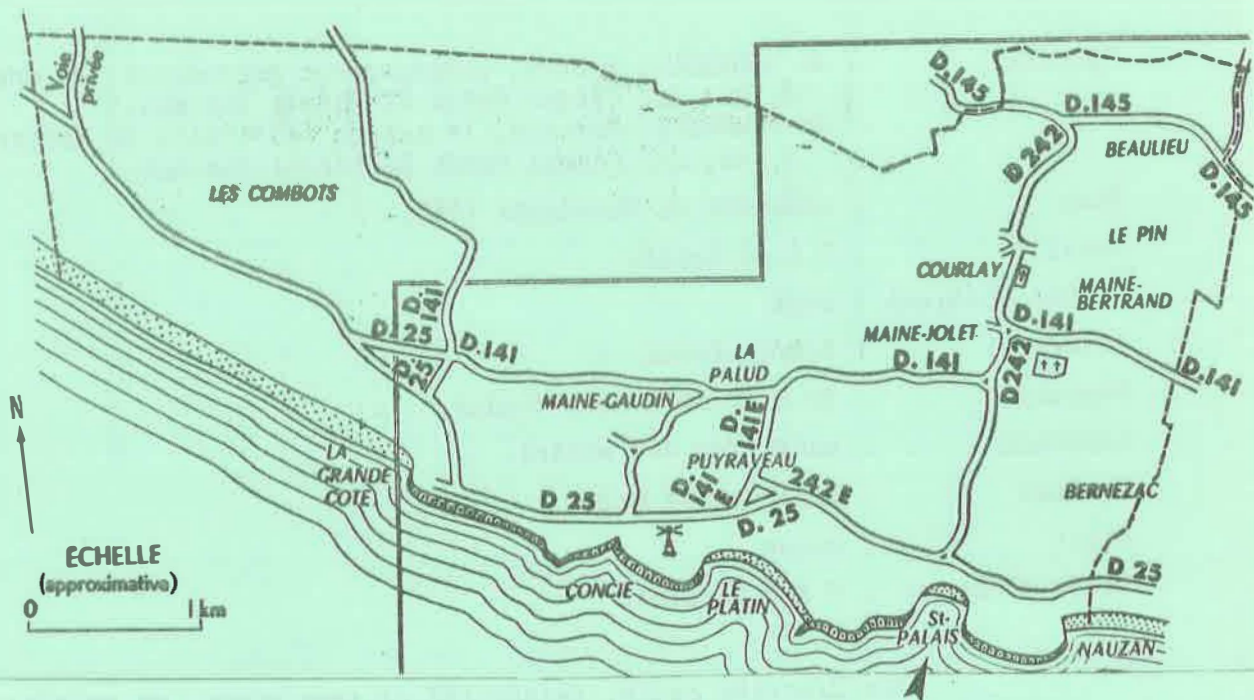 Voie
privée
D.145
D.145
D242
BEAULIEU
D.145
LES COMBOTS
LE PIN
COURLAY
MAINE-
BERTRAND
D.141
D.141
D.141
D.25
D.141
D.25
MAINE-JOLET
D.141
D242
LA
PALUD
MAINE-GAUDIN
D.
141E
PUYRAVEAU
D.
141
E
242 E
BERNEZAC
N
LA
GRANDE
COTE
D 25
D. 25
D 25
ECHELLE
(approximative)
0 1 km
CONCIE
LE
PLATIN
St-
PALAIS
NAUZAN